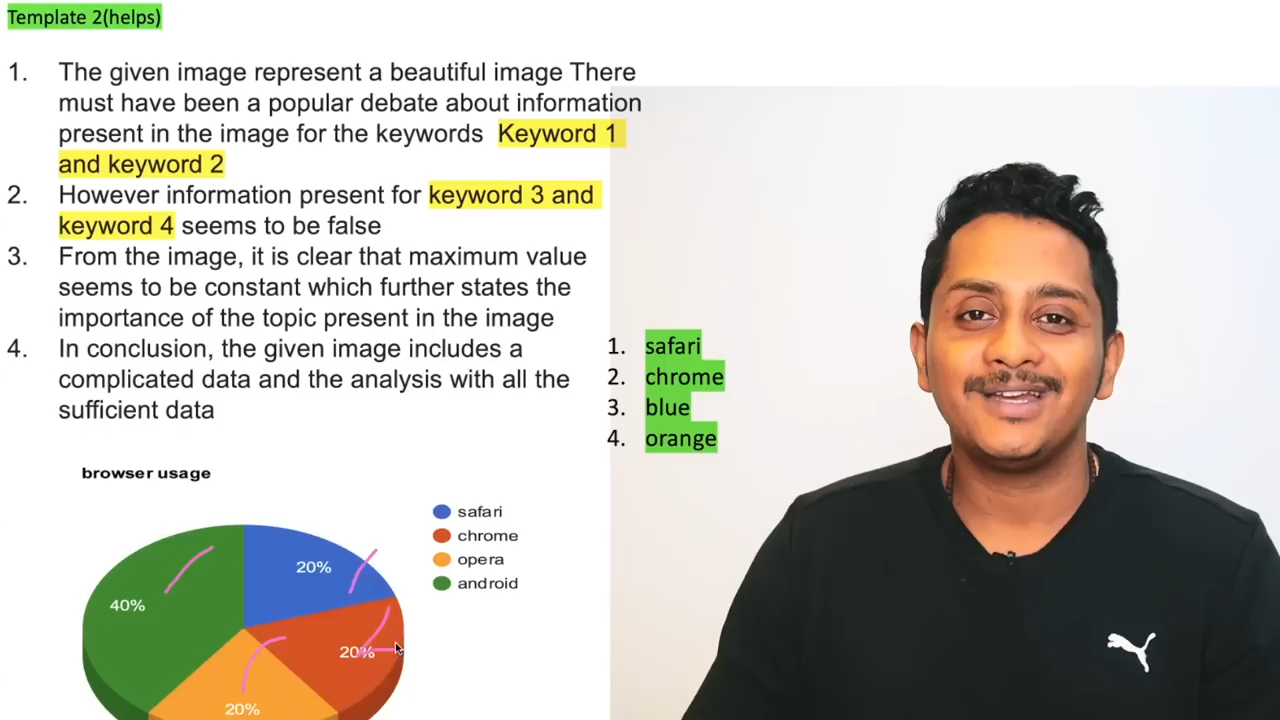 Template 2(helps)
1. The given image represent a beautiful image There
must have been a popular debate about information
present in the image for the keywords Keyword 1
and keyword 2
2. However information present for keyword 3 and
keyword 4 seems to be false
3. From the image, it is clear that maximum value
seems to be constant which further states the
importance of the topic present in the image
4. In conclusion, the given image includes a
complicated data and the analysis with all the
sufficient data
1. safari
2. chrome
3. blue
4. orange
browser usage
safari
chrome
opera
android
20%
40%
20%
20%